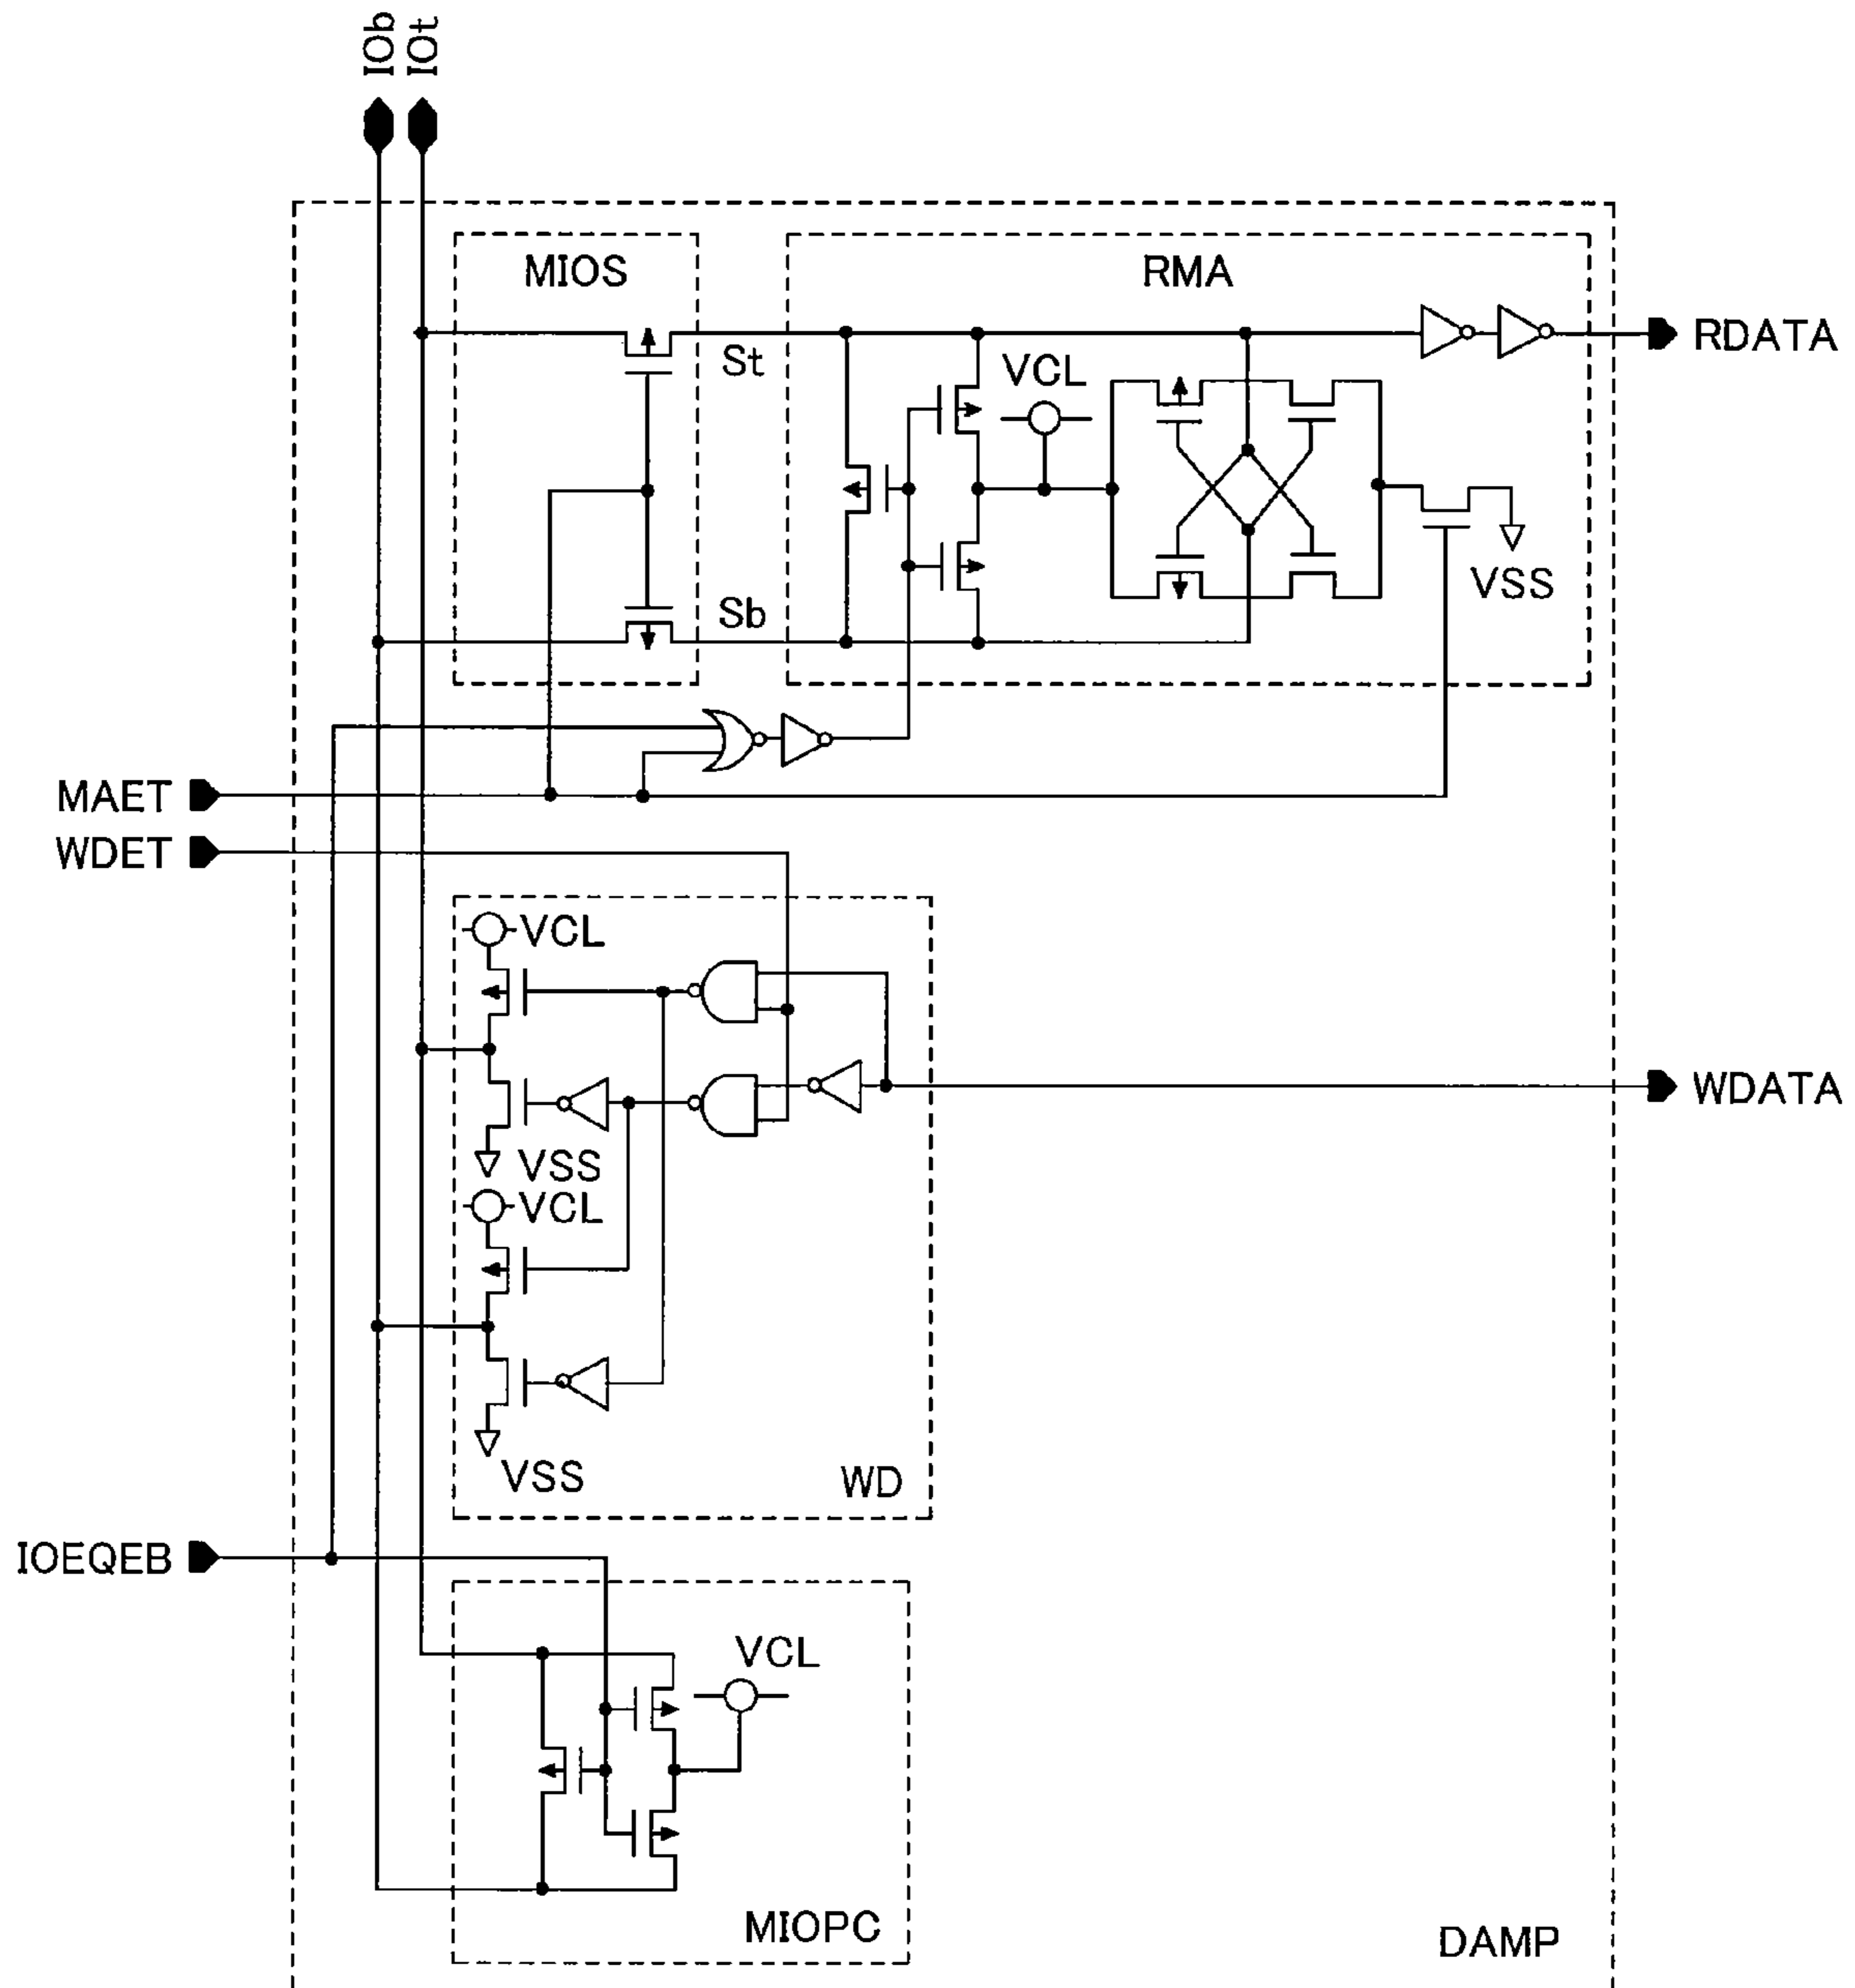 IOb
IOt
MIOS
RMA
RDATA
St
VCL
VSS
Sb
MAET
WDET
VCL
WDATA
VSS
VCL
VSS
WD
IOEQEB
VCL
MIOPC
DAMP